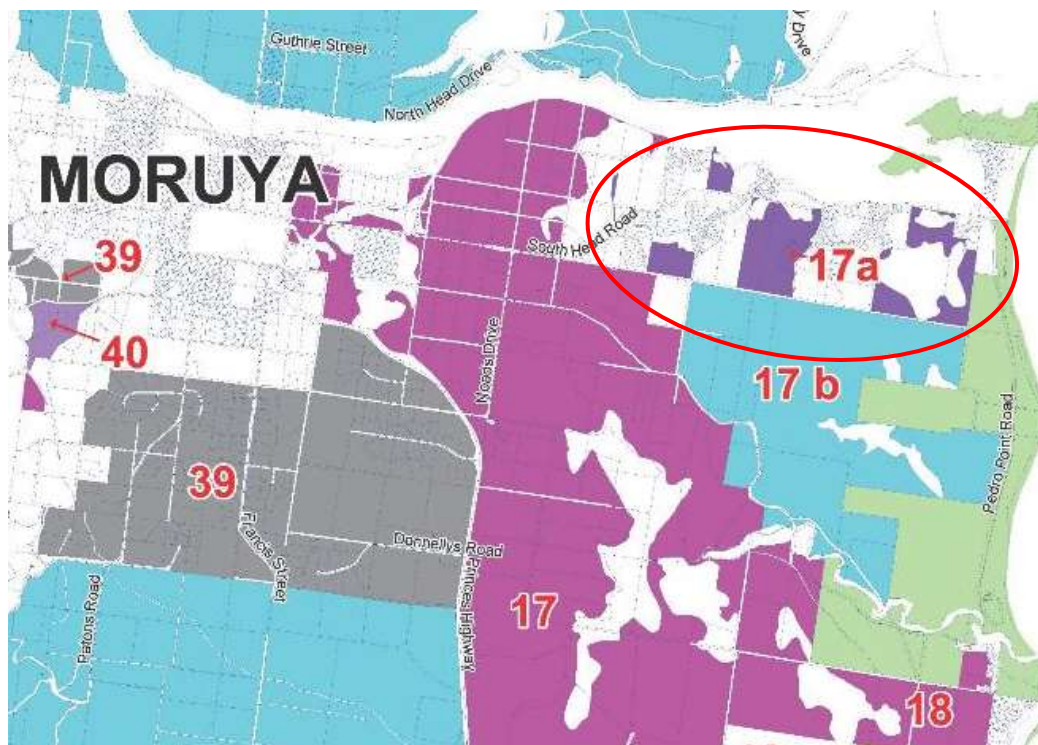 Guthrie Street
North Head Drive
MORUYA
South Head Road
39
17a
40
17 b
Noads Drive
Pedro Point Road
39
Francis Street
Donnellys Road
Princes Highway
Patons Road
17
18